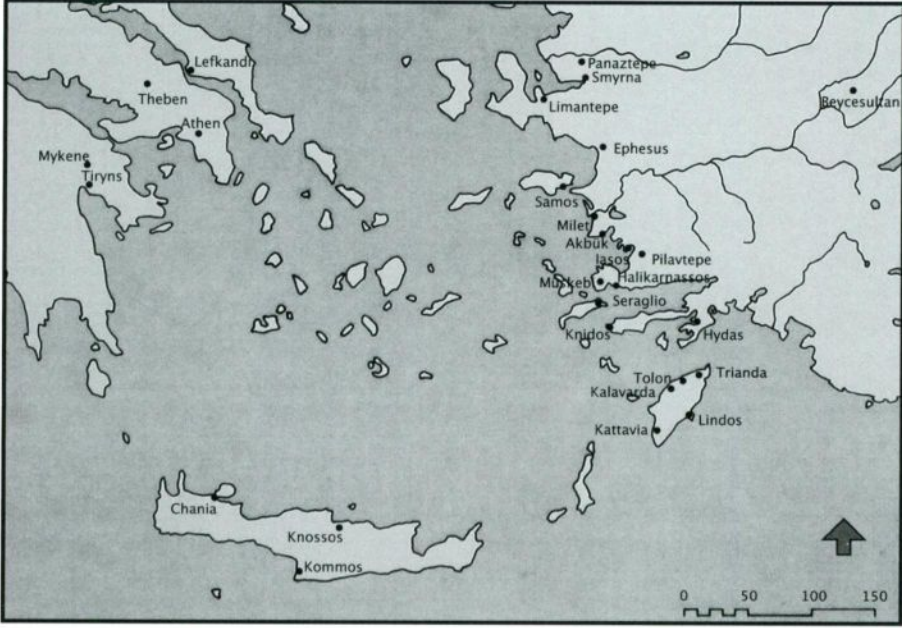 Lefkandi
Panaztepe
Smyrna
Theben
Limantepe
Beycesultan
Athen
Ephesus
Mykene
Tiryns
Samos
Milet
Akbük
Iasos
Pilavtepe
Halikarnassos
Müskebi
Seraglio
Knidos
Hydas
Tolon
Trianda
Kalavarda
Lindos
Kattavia
Chania
Knossos
Kommos
0 50 100 150